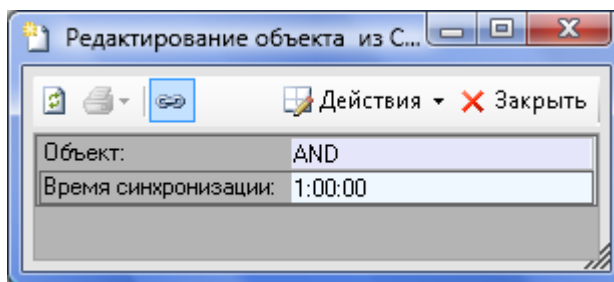 Редактирование объекта из С...
Действия Закрыть
Объект: AND
Время синхронизации: 1:00:00